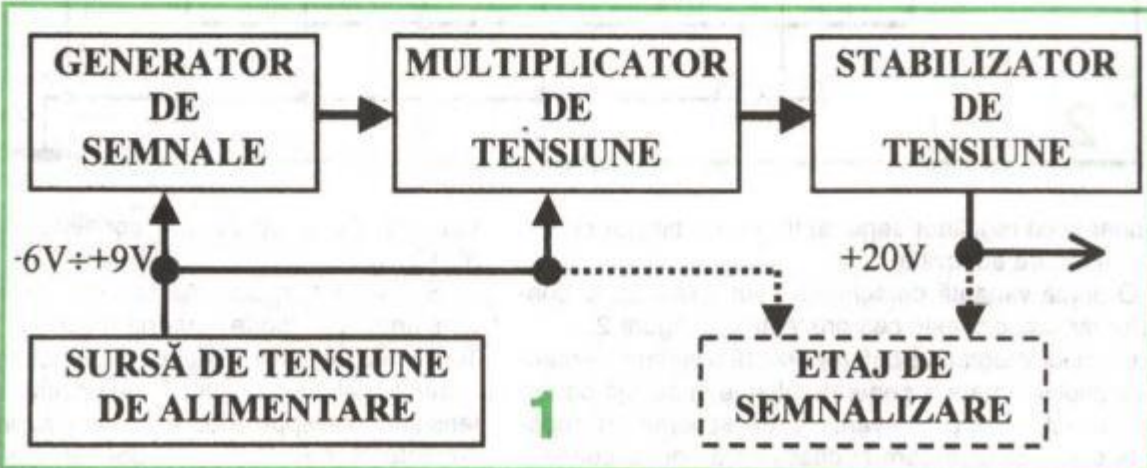 GENERATOR
DE
SEMNALE
MULTIPLICATOR
DE
TENSIUNE
STABILIZATOR
DE
TENSIUNE
-6V÷+9V
+20V
SURSĂ DE TENSIUNE
DE ALIMENTARE
1
ETAJ DE
SEMNALIZARE